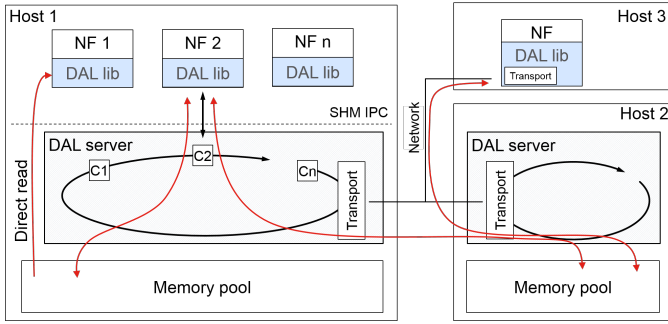 Host 1
NF 1
DAL lib
NF 2
DAL lib
NF n
DAL lib
SHM IPC
DAL server
C1
C2
Cn
Transport
Direct read
Memory pool
Network
Host 3
NF
DAL lib
Transport
Host 2
DAL server
Transport
Memory pool